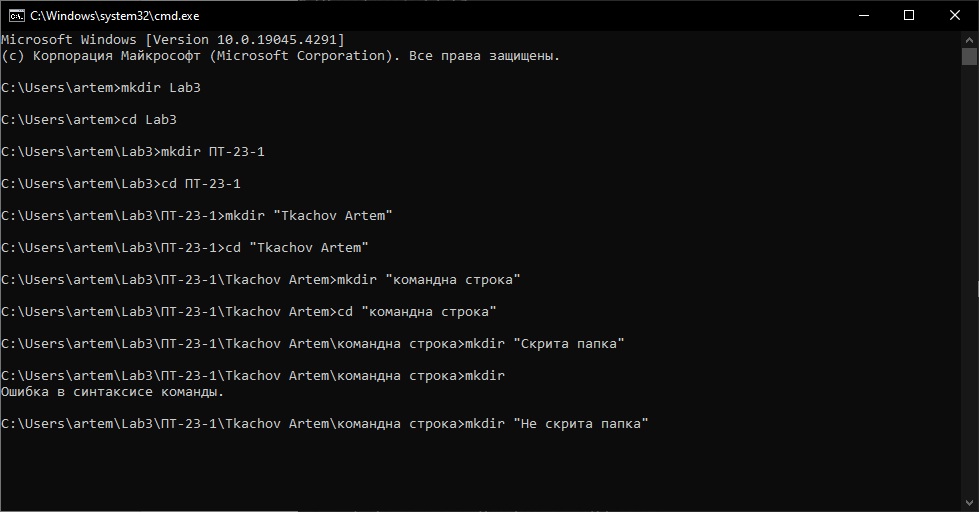 C:\Windows\system32\cmd.exe
Microsoft Windows [Version 10.0.19045.4291]
(c) Корпорация Майкрософт (Microsoft Corporation). Все права защищены.
C:\Users\artem>mkdir Lab3
C:\Users\artem>cd Lab3
C:\Users\artem\Lab3>mkdir ПТ-23-1
C:\Users\artem\Lab3>cd ПТ-23-1
C:\Users\artem\Lab3\ПТ-23-1>mkdir "Tkachov Artem"
C:\Users\artem\Lab3\ПТ-23-1>cd "Tkachov Artem"
C:\Users\artem\Lab3\ПТ-23-1\Tkachov Artem>mkdir "командна строка"
C:\Users\artem\Lab3\ПТ-23-1\Tkachov Artem>cd "командна строка"
C:\Users\artem\Lab3\ПТ-23-1\Tkachov Artem\командна строка>mkdir "Скрита папка"
C:\Users\artem\Lab3\ПТ-23-1\Tkachov Artem\командна строка>mkdir
Ошибка в синтаксисе команды.
C:\Users\artem\Lab3\ПТ-23-1\Tkachov Artem\командна строка>mkdir "Не скрита папка"